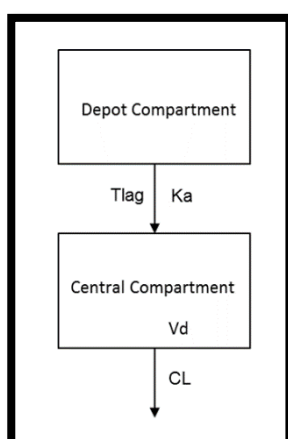 Depot Compartment
Tlag Ka
Central Compartment
Vd
CL